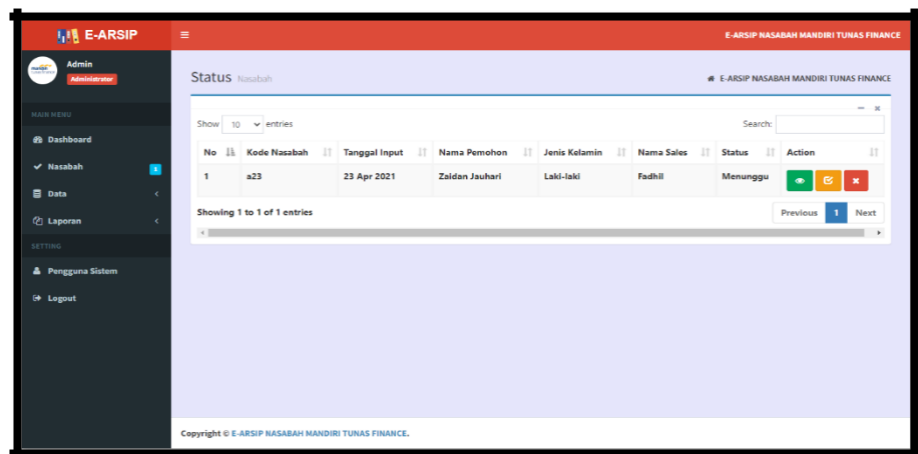 E-ARSIP
E-ARSIP NASABAH MANDIRI TUNAS FINANCE
Admin
Administrator
MAIN MENU
Dashboard
Nasabah
Data
Laporan
SETTING
Pengguna Sistem
Logout
Status Nasabah
E-ARSIP NASABAH MANDIRI TUNAS FINANCE
Show 10 entries Search:
No Kode Nasabah Tanggal Input Nama Pemohon Jenis Kelamin Nama Sales Status Action
1 a23 23 Apr 2021 Zaidan Jauhari Laki-laki Fadhil Menunggu
Showing 1 to 1 of 1 entries Previous 1 Next
Copyright © E-ARSIP NASABAH MANDIRI TUNAS FINANCE.